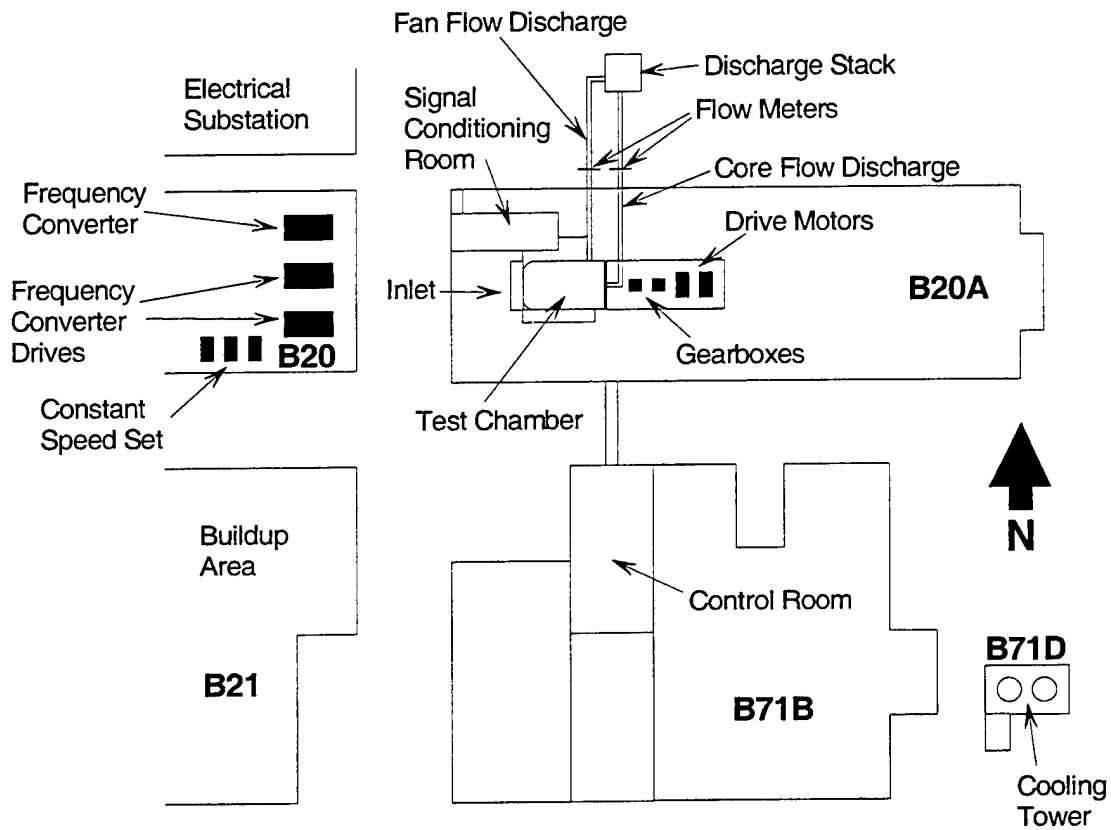 Fan Flow Discharge
Discharge Stack
Electrical
Substation
Signal
Conditioning
Room
Flow Meters
Core Flow Discharge
Frequency
Converter
Drive Motors
Inlet
B20A
Frequency
Converter
Drives
B20
Gearboxes
Constant
Speed Set
Test Chamber
N
Buildup
Area
Control Room
B71D
B21
B71B
Cooling
Tower